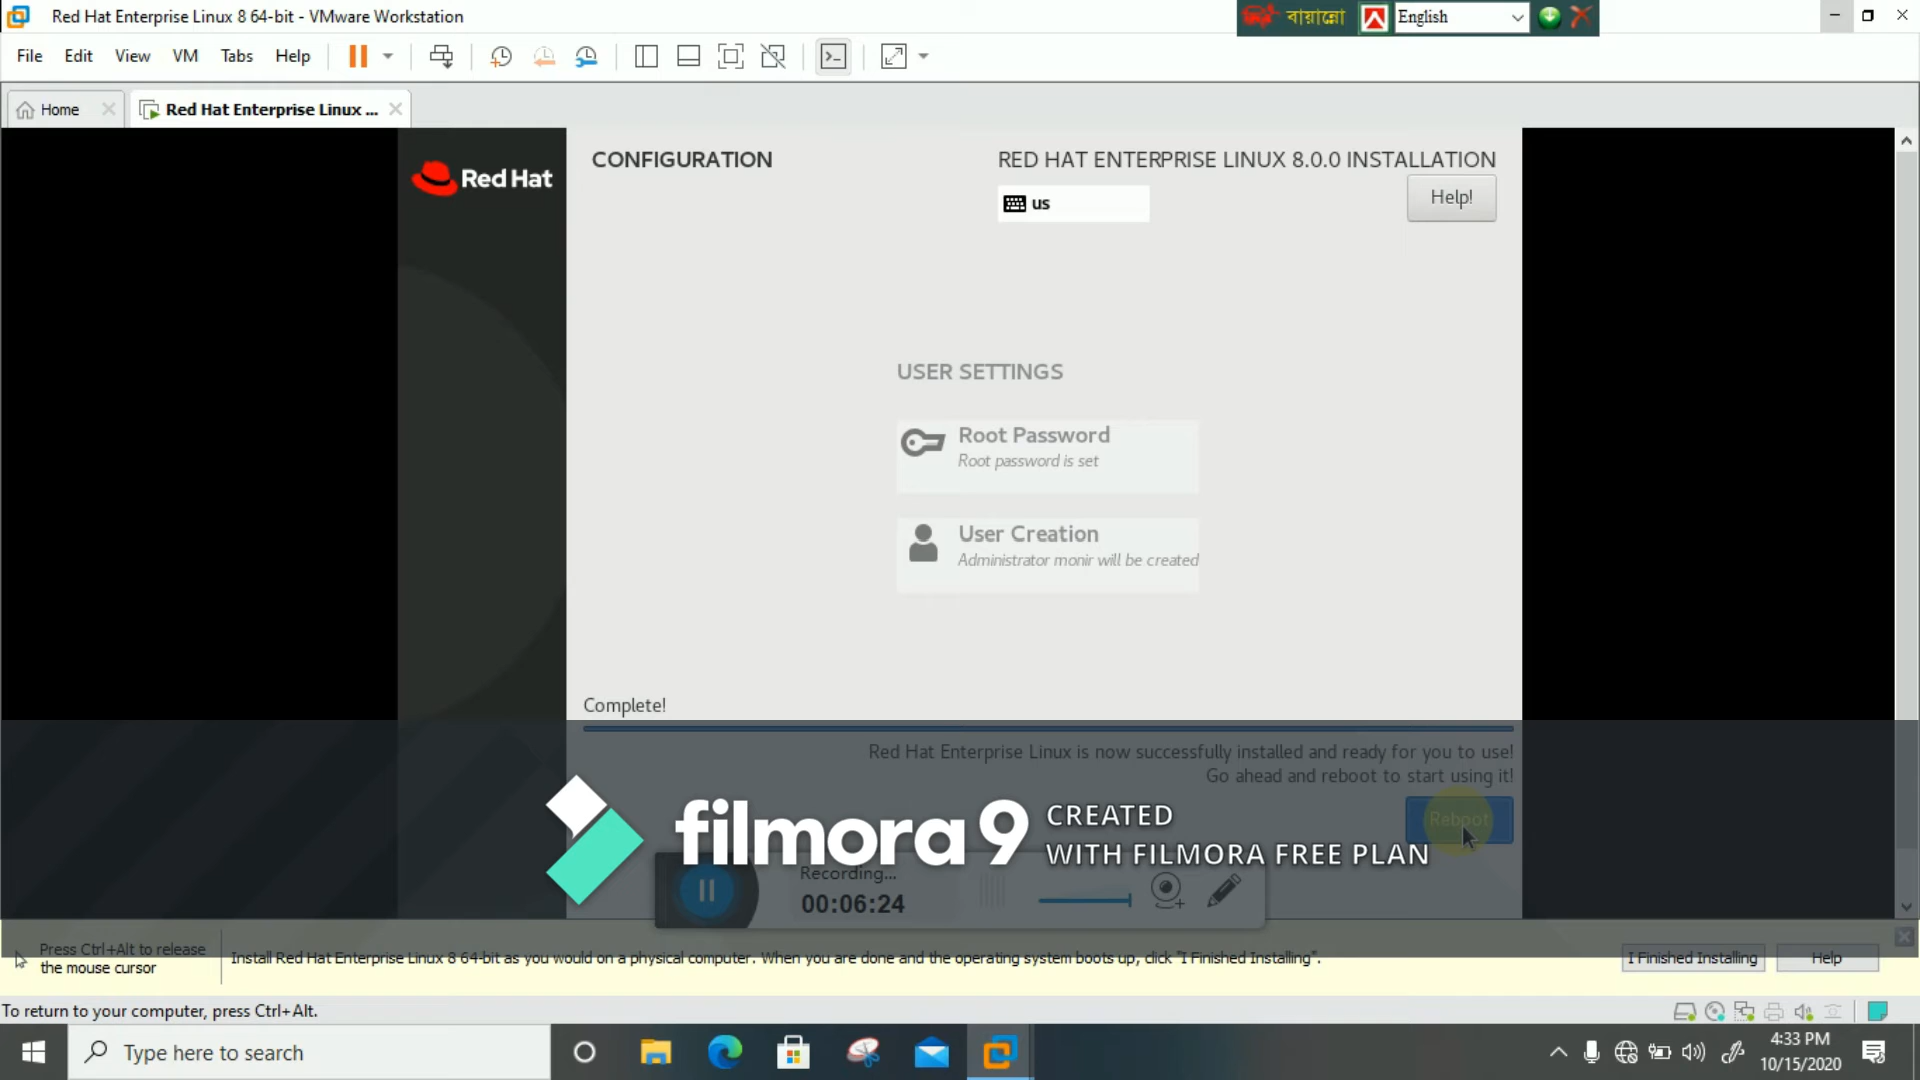 Red Hat Enterprise Linux 8 64-bit - VMware Workstation
বায়ান্নো
English
File Edit View VM Tabs Help
Home
Red Hat Enterprise Linux ...
Red Hat
CONFIGURATION
RED HAT ENTERPRISE LINUX 8.0.0 INSTALLATION
us
Help!
USER SETTINGS
Root Password
Root password is set
User Creation
Administrator monir will be created
Complete!
Red Hat Enterprise Linux is now successfully installed and ready for you to use!
Go ahead and reboot to start using it!
Reboot
filmora9
CREATED
WITH FILMORA FREE PLAN
Recording...
00:06:24
Press Ctrl+Alt to release
the mouse cursor
Install Red Hat Enterprise Linux 8 64-bit as you would on a physical computer. When you are done and the operating system boots up, click "I Finished Installing".
I Finished Installing
Help
To return to your computer, press Ctrl+Alt.
Type here to search
4:33 PM
10/15/2020